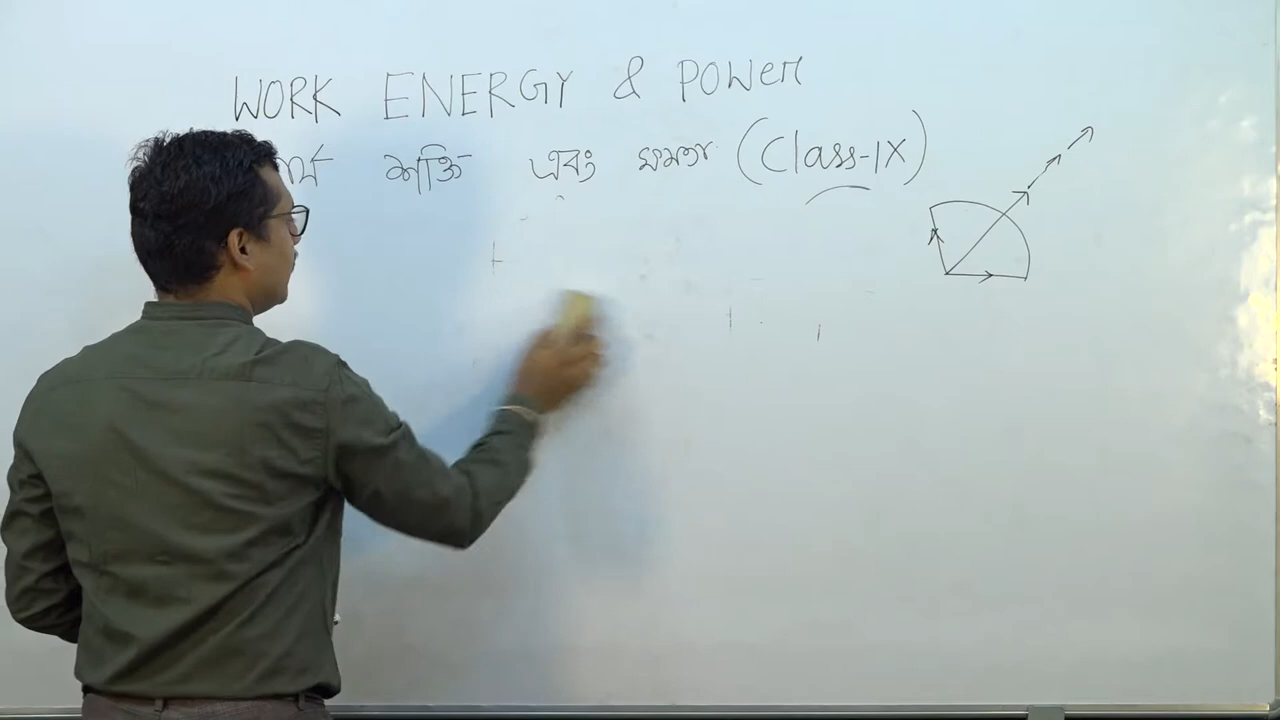 WORK ENERGY & POWER
শক্তি এবং ক্ষমতা (Class-IX)